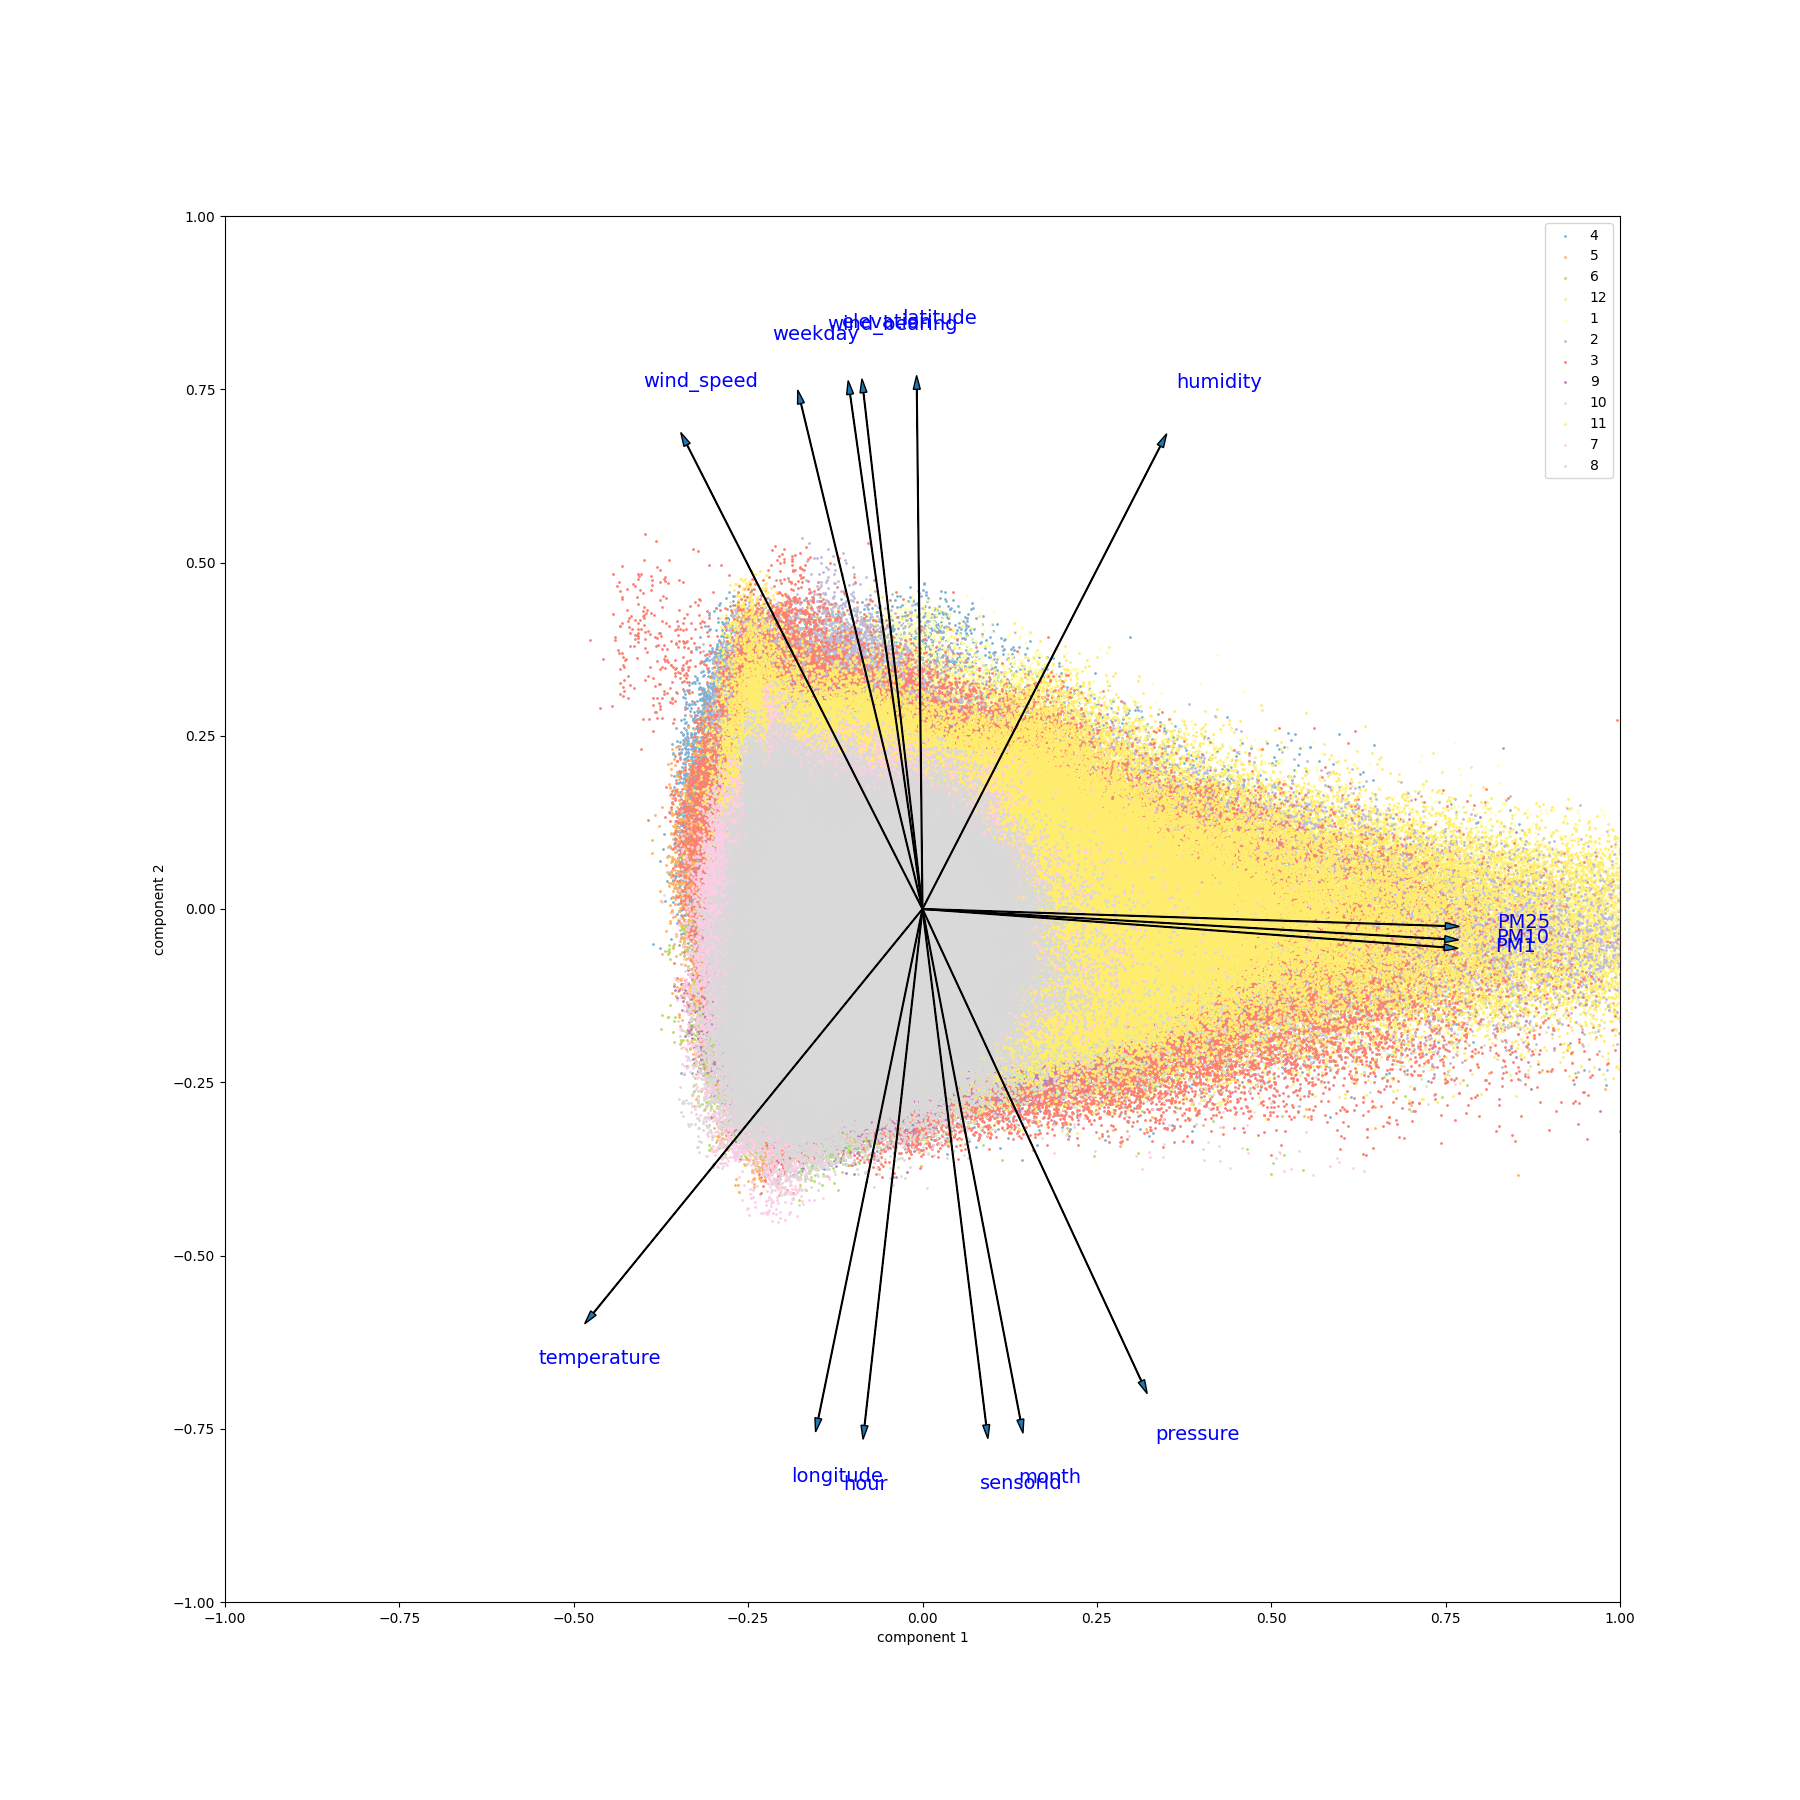 1.00
0.75
0.50
0.25
0.00
−0.25
−0.50
−0.75
−1.00
component 2
−1.00
−0.75
−0.50
−0.25
0.00
0.25
0.50
0.75
1.00
component 1
4
5
6
12
1
2
3
9
10
11
7
8
latitude
elevation
wind_bearing
weekday
wind_speed
humidity
PM25
PM10
PM1
temperature
pressure
longitude
hour
month
sensorId